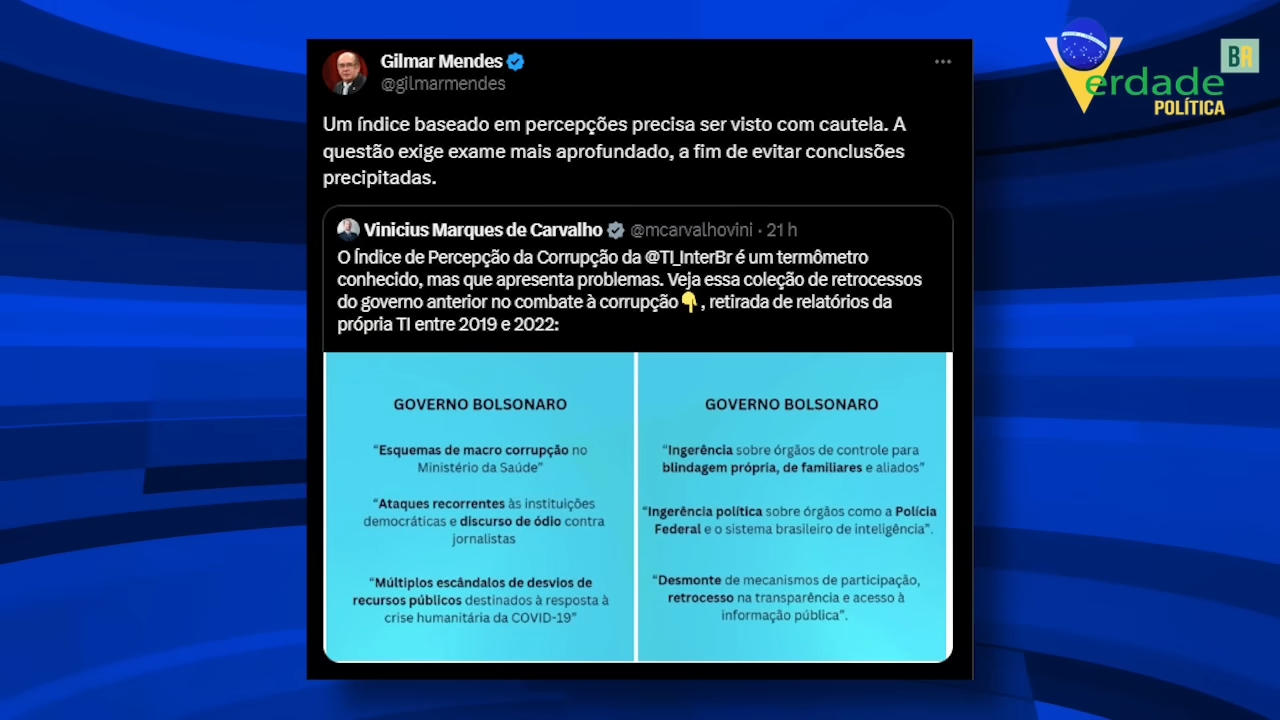 Gilmar Mendes
@gilmarmendes
Um índice baseado em percepções precisa ser visto com cautela. A
questão exige exame mais aprofundado, a fim de evitar conclusões
precipitadas.
Vinicius Marques de Carvalho @mcarvalhovini · 21 h
O Índice de Percepção da Corrupção da @TI_InterBr é um termômetro
conhecido, mas que apresenta problemas. Veja essa coleção de retrocessos
do governo anterior no combate à corrupção👇, retirada de relatórios da
própria TI entre 2019 e 2022:
GOVERNO BOLSONARO
“Esquemas de macro corrupção no
Ministério da Saúde”
“Ataques recorrentes às instituições
democráticas e discurso de ódio contra
jornalistas
“Múltiplos escândalos de desvios de
recursos públicos destinados à resposta à
crise humanitária da COVID-19”
GOVERNO BOLSONARO
“Ingerência sobre órgãos de controle para
blindagem própria, de familiares e aliados”
“Ingerência política sobre órgãos como a Polícia
Federal e o sistema brasileiro de inteligência”.
“Desmonte de mecanismos de participação,
retrocesso na transparência e acesso à
informação pública”.
Verdade
POLÍTICA
BR